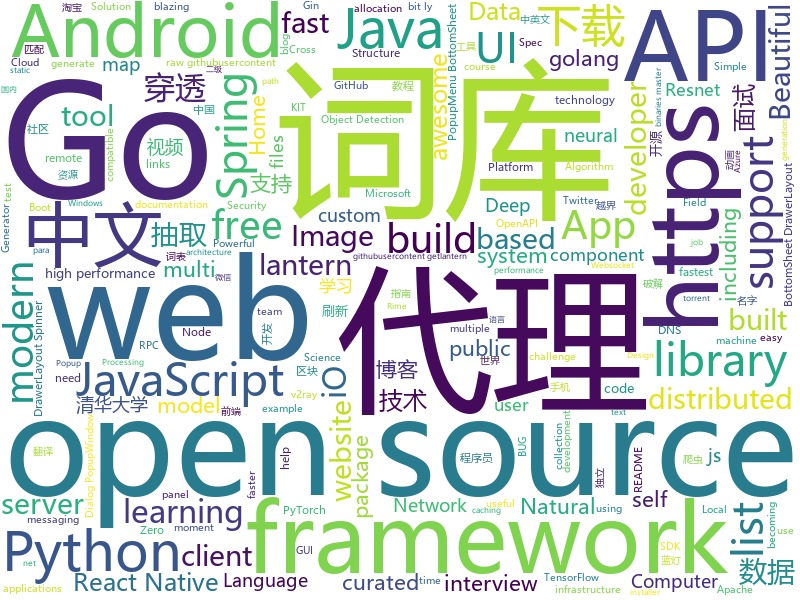 Android
Java
UI
下载
API
淘宝
Solution
blazing
allocation
bit ly
Gin
Cross
中英文
工具
Spec
匹配
Cloud
generate
raw githubusercontent
blog
Data
golang
二级
static
国内
map
fast
Structure
course
Simple
path
binaries master
Beautiful
Go
词库
穿透
Spring
tool
KIT
GitHub
教程
Object Detection
awesome
PopupMenu BottomSheet
technology
Resnet
developer
面试
社区
中国
视频
Home
files
neural
开源
动画
Azure
generation
remote
links
Platform
Algorithm
资源
compatible
支持
Microsoft
Deep
Twitter
越界
https
support
BottomSheet DrawerLayout
Generator
test
Windows
documentation
Security
free
custom
OpenAPI
App
Field
job
Boot
Powerful
中文
抽取
Image
build
based
including
fastest
para
architecture
githubusercontent getlantern
system
component
performance
WebSocket
破解
torrent
名字
high performance
词表
微信
multi
lantern
学习
刷新
指南
Rime
multiple
语言
DNS
machine
easy
modern
DrawerLayout Spinner
web
代理
built
library
Node
开发
team
RPC
Processing
Science
区块
io
public
世界
Design
手机
JavaScript
博客
技术
v2ray
user
challenge
code
distributed
Dialog PopupWindow
清华大学
model
前端
Popup
need
example
website
package
text
collection
development
程序员
BUG
独立
README
爬虫
js
list
open source
翻译
help
server
learning
faster
panel
Network
useful
using
Natural
self
SDK
蓝灯
Local
caching
becoming
use
net
applications
Python
client
PyTorch
Zero
messaging
moment
GUI
framework
Computer
数据
React Native
Language
curated
time
interview
TensorFlow
infrastructure
Apache
installer